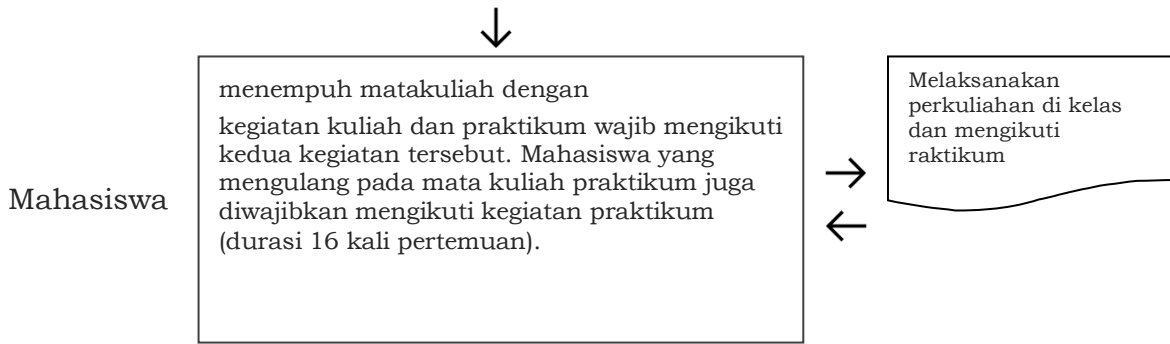 Mahasiswa
menempuh matakuliah dengan
kegiatan kuliah dan praktikum wajib mengikuti
kedua kegiatan tersebut. Mahasiswa yang
mengulang pada mata kuliah praktikum juga
diwajibkan mengikuti kegiatan praktikum
(durasi 16 kali pertemuan).
Melaksanakan
perkuliahan di kelas
dan mengikuti
raktikum